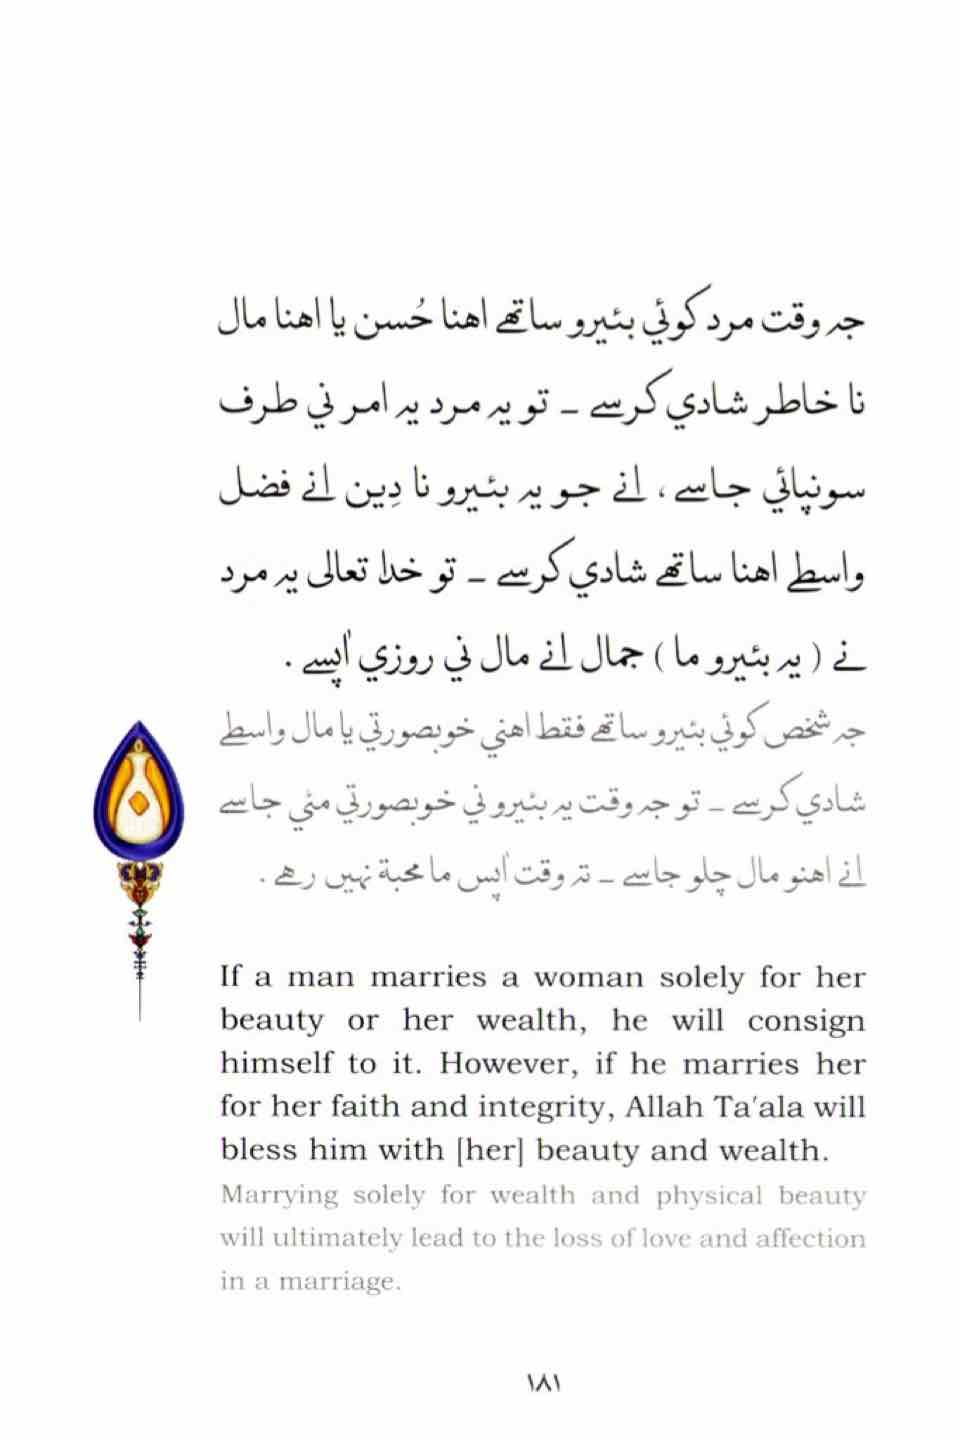 جہ وقت مرد كوئي بئيرو ساتھے اهنا حُسن يا اهنا مال
نا خاطر شادي كرسے ـ تو يہ مرد يہ امر ني طرف
سونپائي جاسے، انے جو يہ بئيرو نا دِين انے فضل
واسطے اهنا ساتھے شادي كرسے ـ تو خدا تعالى يہ مرد
نے (يہ بئيرو ما) جمال انے مال ني روزي اٰپسے .
جہ شخص كوئي بئيرو ساتھے فقط اهني خوبصورتي يا مال واسطے
شادي كرسے ـ تو جہ وقت يہ بئيرو ني خوبصورتي مٹي جاسے
انے اهنو مال چلو جاسے ـ تہ وقت اٰپس ما محبة نهيں رهے .
If a man marries a woman solely for her
beauty or her wealth, he will consign
himself to it. However, if he marries her
for her faith and integrity, Allah Ta'ala will
bless him with [her] beauty and wealth.
Marrying solely for wealth and physical beauty
will ultimately lead to the loss of love and affection
in a marriage.
١٨١